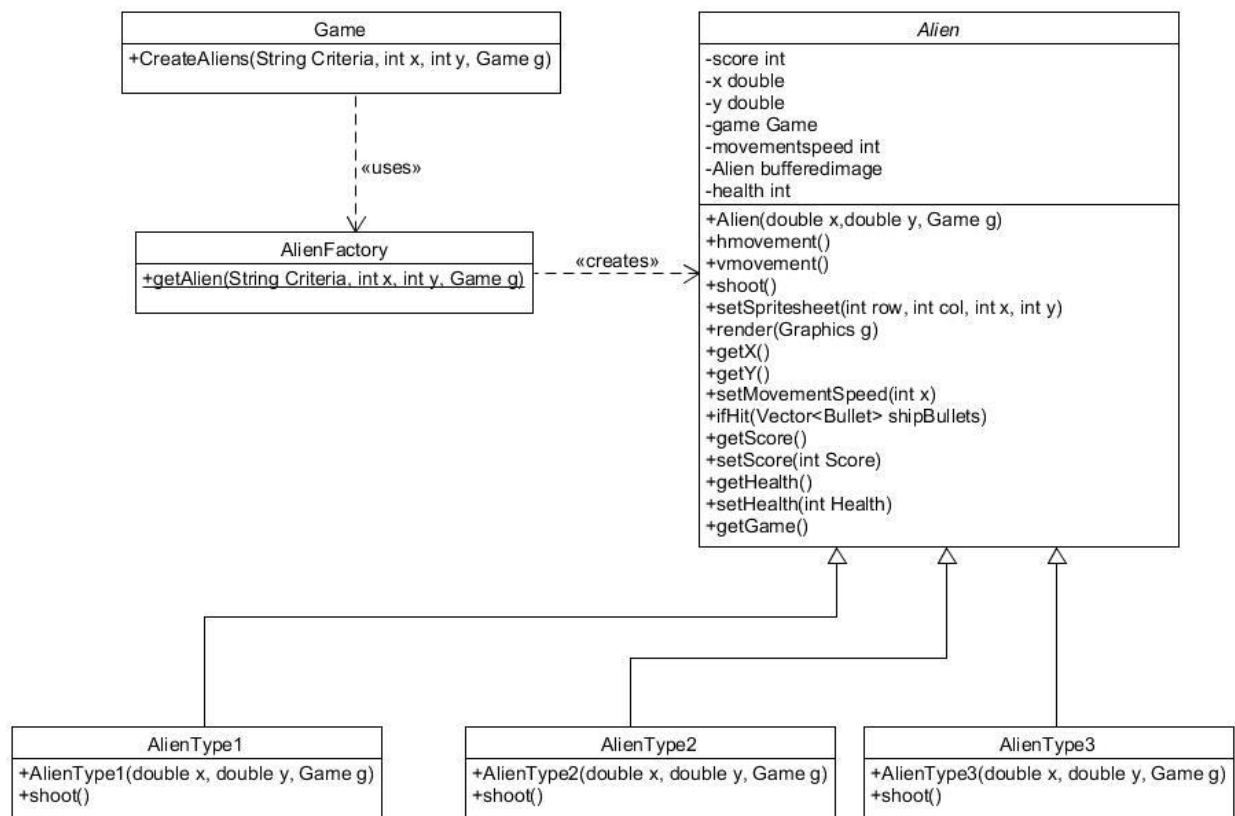 Game
+CreateAliens(String Criteria, int x, int y, Game g)
«uses»
AlienFactory
+getAlien(String Criteria, int x, int y, Game g)
«creates»
Alien
-score int
-x double
-y double
-game Game
-movementspeed int
-Alien bufferedimage
-health int
+Alien(double x,double y, Game g)
+hmovement()
+vmovement()
+shoot()
+setSpritesheet(int row, int col, int x, int y)
+render(Graphics g)
+getX()
+getY()
+setMovementSpeed(int x)
+ifHit(Vector<Bullet> shipBullets)
+getScore()
+setScore(int Score)
+getHealth()
+setHealth(int Health)
+getGame()
AlienType1
+AlienType1(double x, double y, Game g)
+shoot()
AlienType2
+AlienType2(double x, double y, Game g)
+shoot()
AlienType3
+AlienType3(double x, double y, Game g)
+shoot()